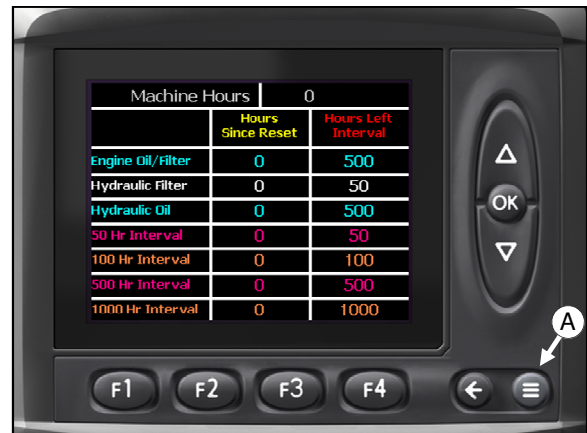 Machine Hours 0
Hours Since Reset Hours Left Interval
Engine Oil/Filter 0 500
Hydraulic Filter 0 50
Hydraulic Oil 0 500
50 Hr Interval 0 50
100 Hr Interval 0 100
500 Hr Interval 0 500
1000 Hr Interval 0 1000
OK
A
F1 F2 F3 F4